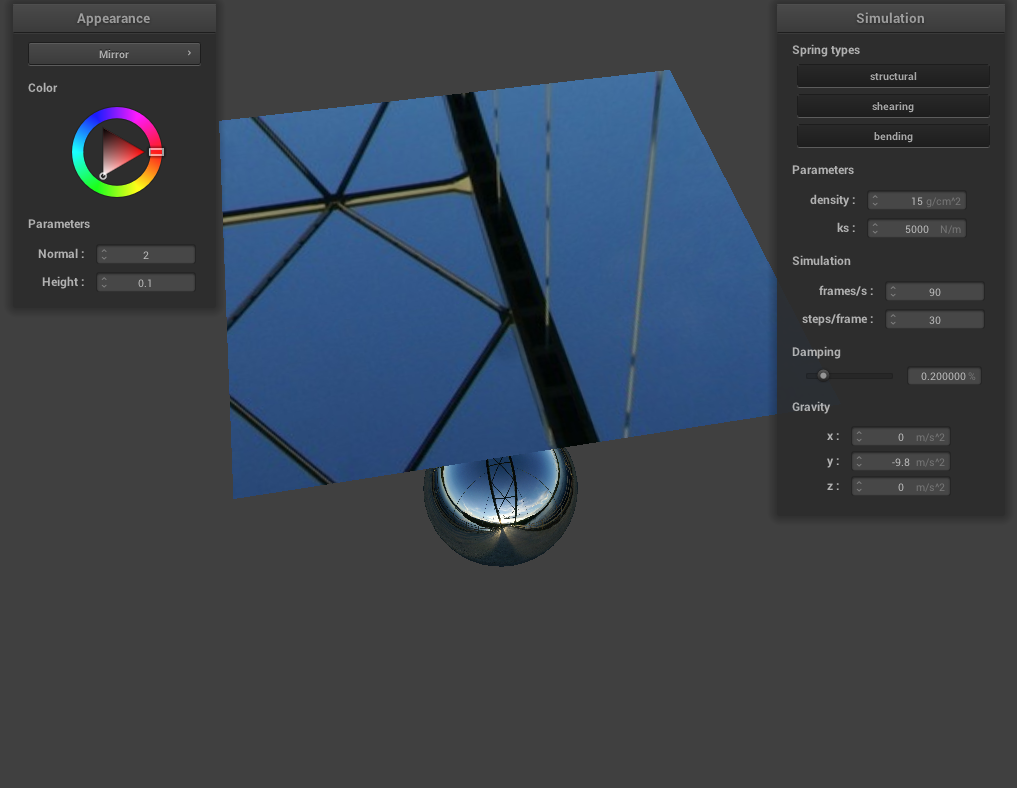 Appearance
Mirror
Color
Parameters
Normal : 2
Height : 0.1
Simulation
Spring types
structural
shearing
bending
Parameters
density : 15 g/cm^2
ks : 5000 N/m
Simulation
frames/s : 90
steps/frame : 30
Damping
0.200000 %
Gravity
x : 0 m/s^2
y : -9.8 m/s^2
z : 0 m/s^2